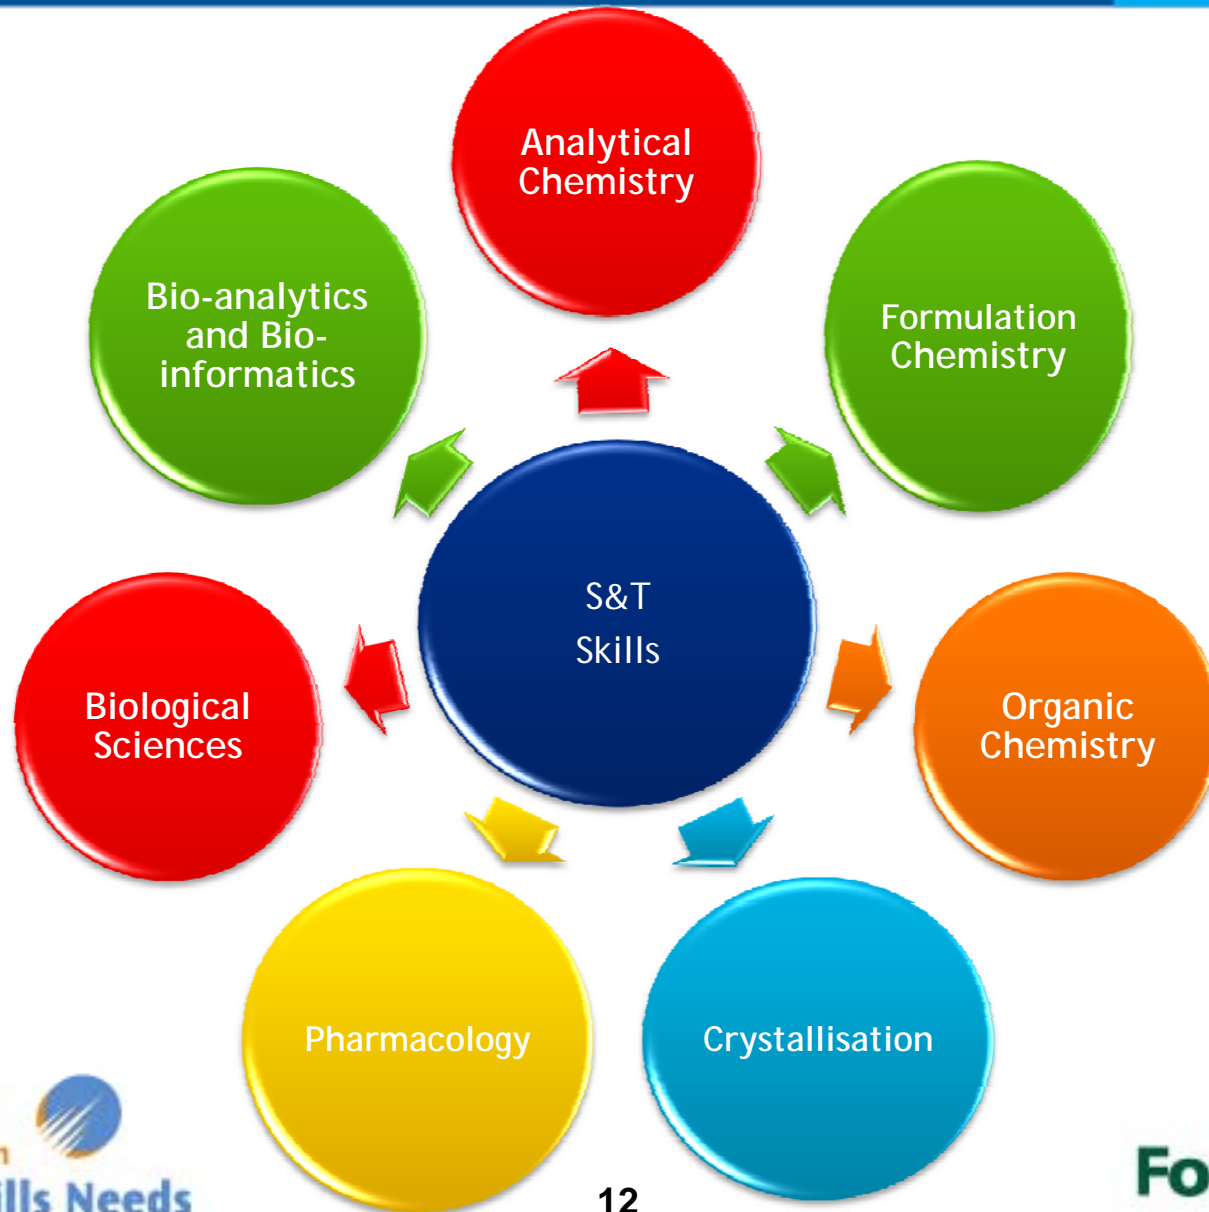 Analytical
Chemistry
Formulation
Chemistry
Organic
Chemistry
Crystallisation
Pharmacology
Biological
Sciences
Bio-analytics
and Bio-
informatics
S&T
Skills
n
ills Needs
12
Fo